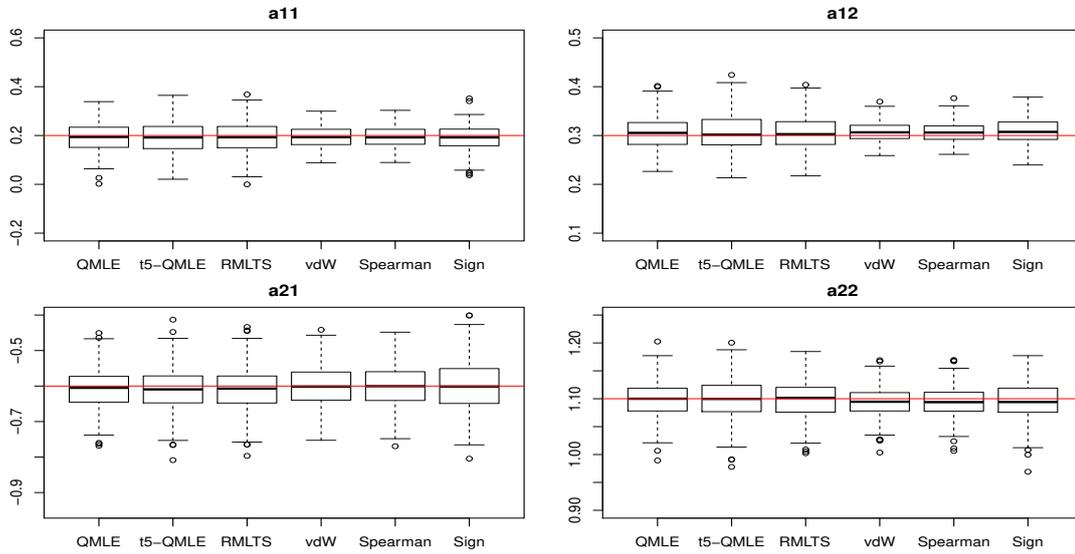 a11
0.6
0.4
0.2
0.0
−0.2
QMLE t5−QMLE RMLTS vdW Spearman Sign
a12
0.5
0.4
0.3
0.2
0.1
QMLE t5−QMLE RMLTS vdW Spearman Sign
a21
−0.5
−0.7
−0.9
QMLE t5−QMLE RMLTS vdW Spearman Sign
a22
1.20
1.10
1.00
0.90
QMLE t5−QMLE RMLTS vdW Spearman Sign